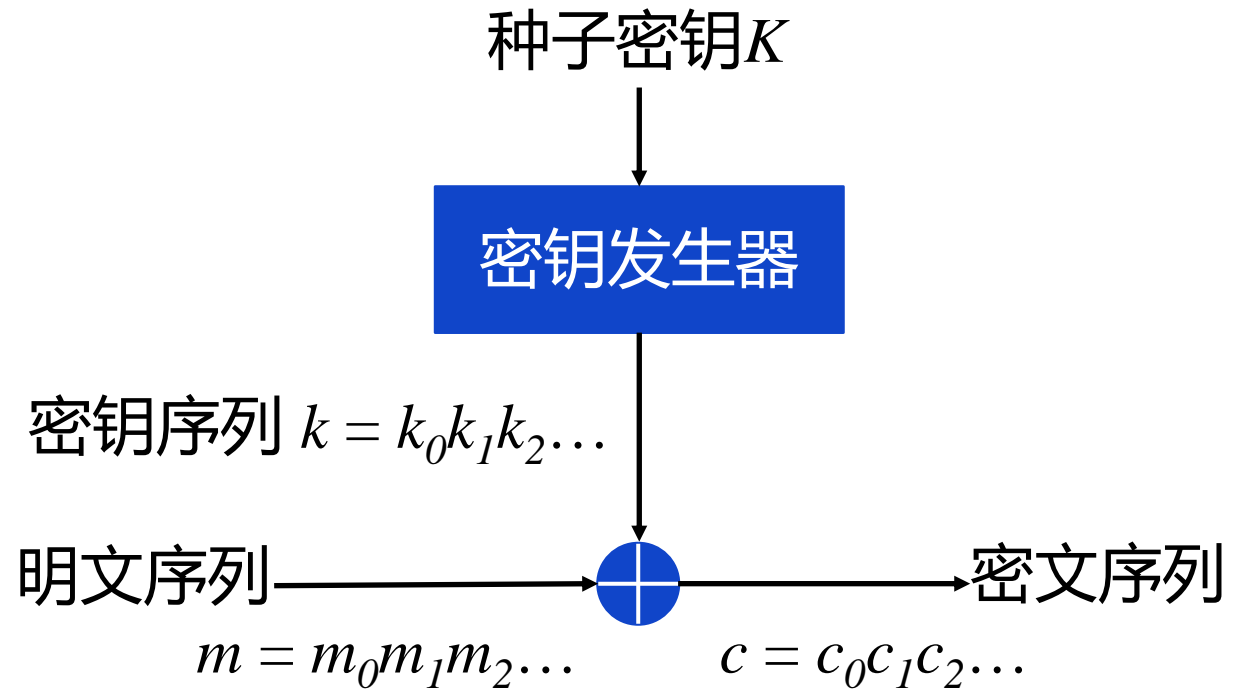 种子密钥K
密钥发生器
密钥序列 k = k₀k₁k₂…
明文序列
密文序列
m = m₀m₁m₂…
c = c₀c₁c₂…